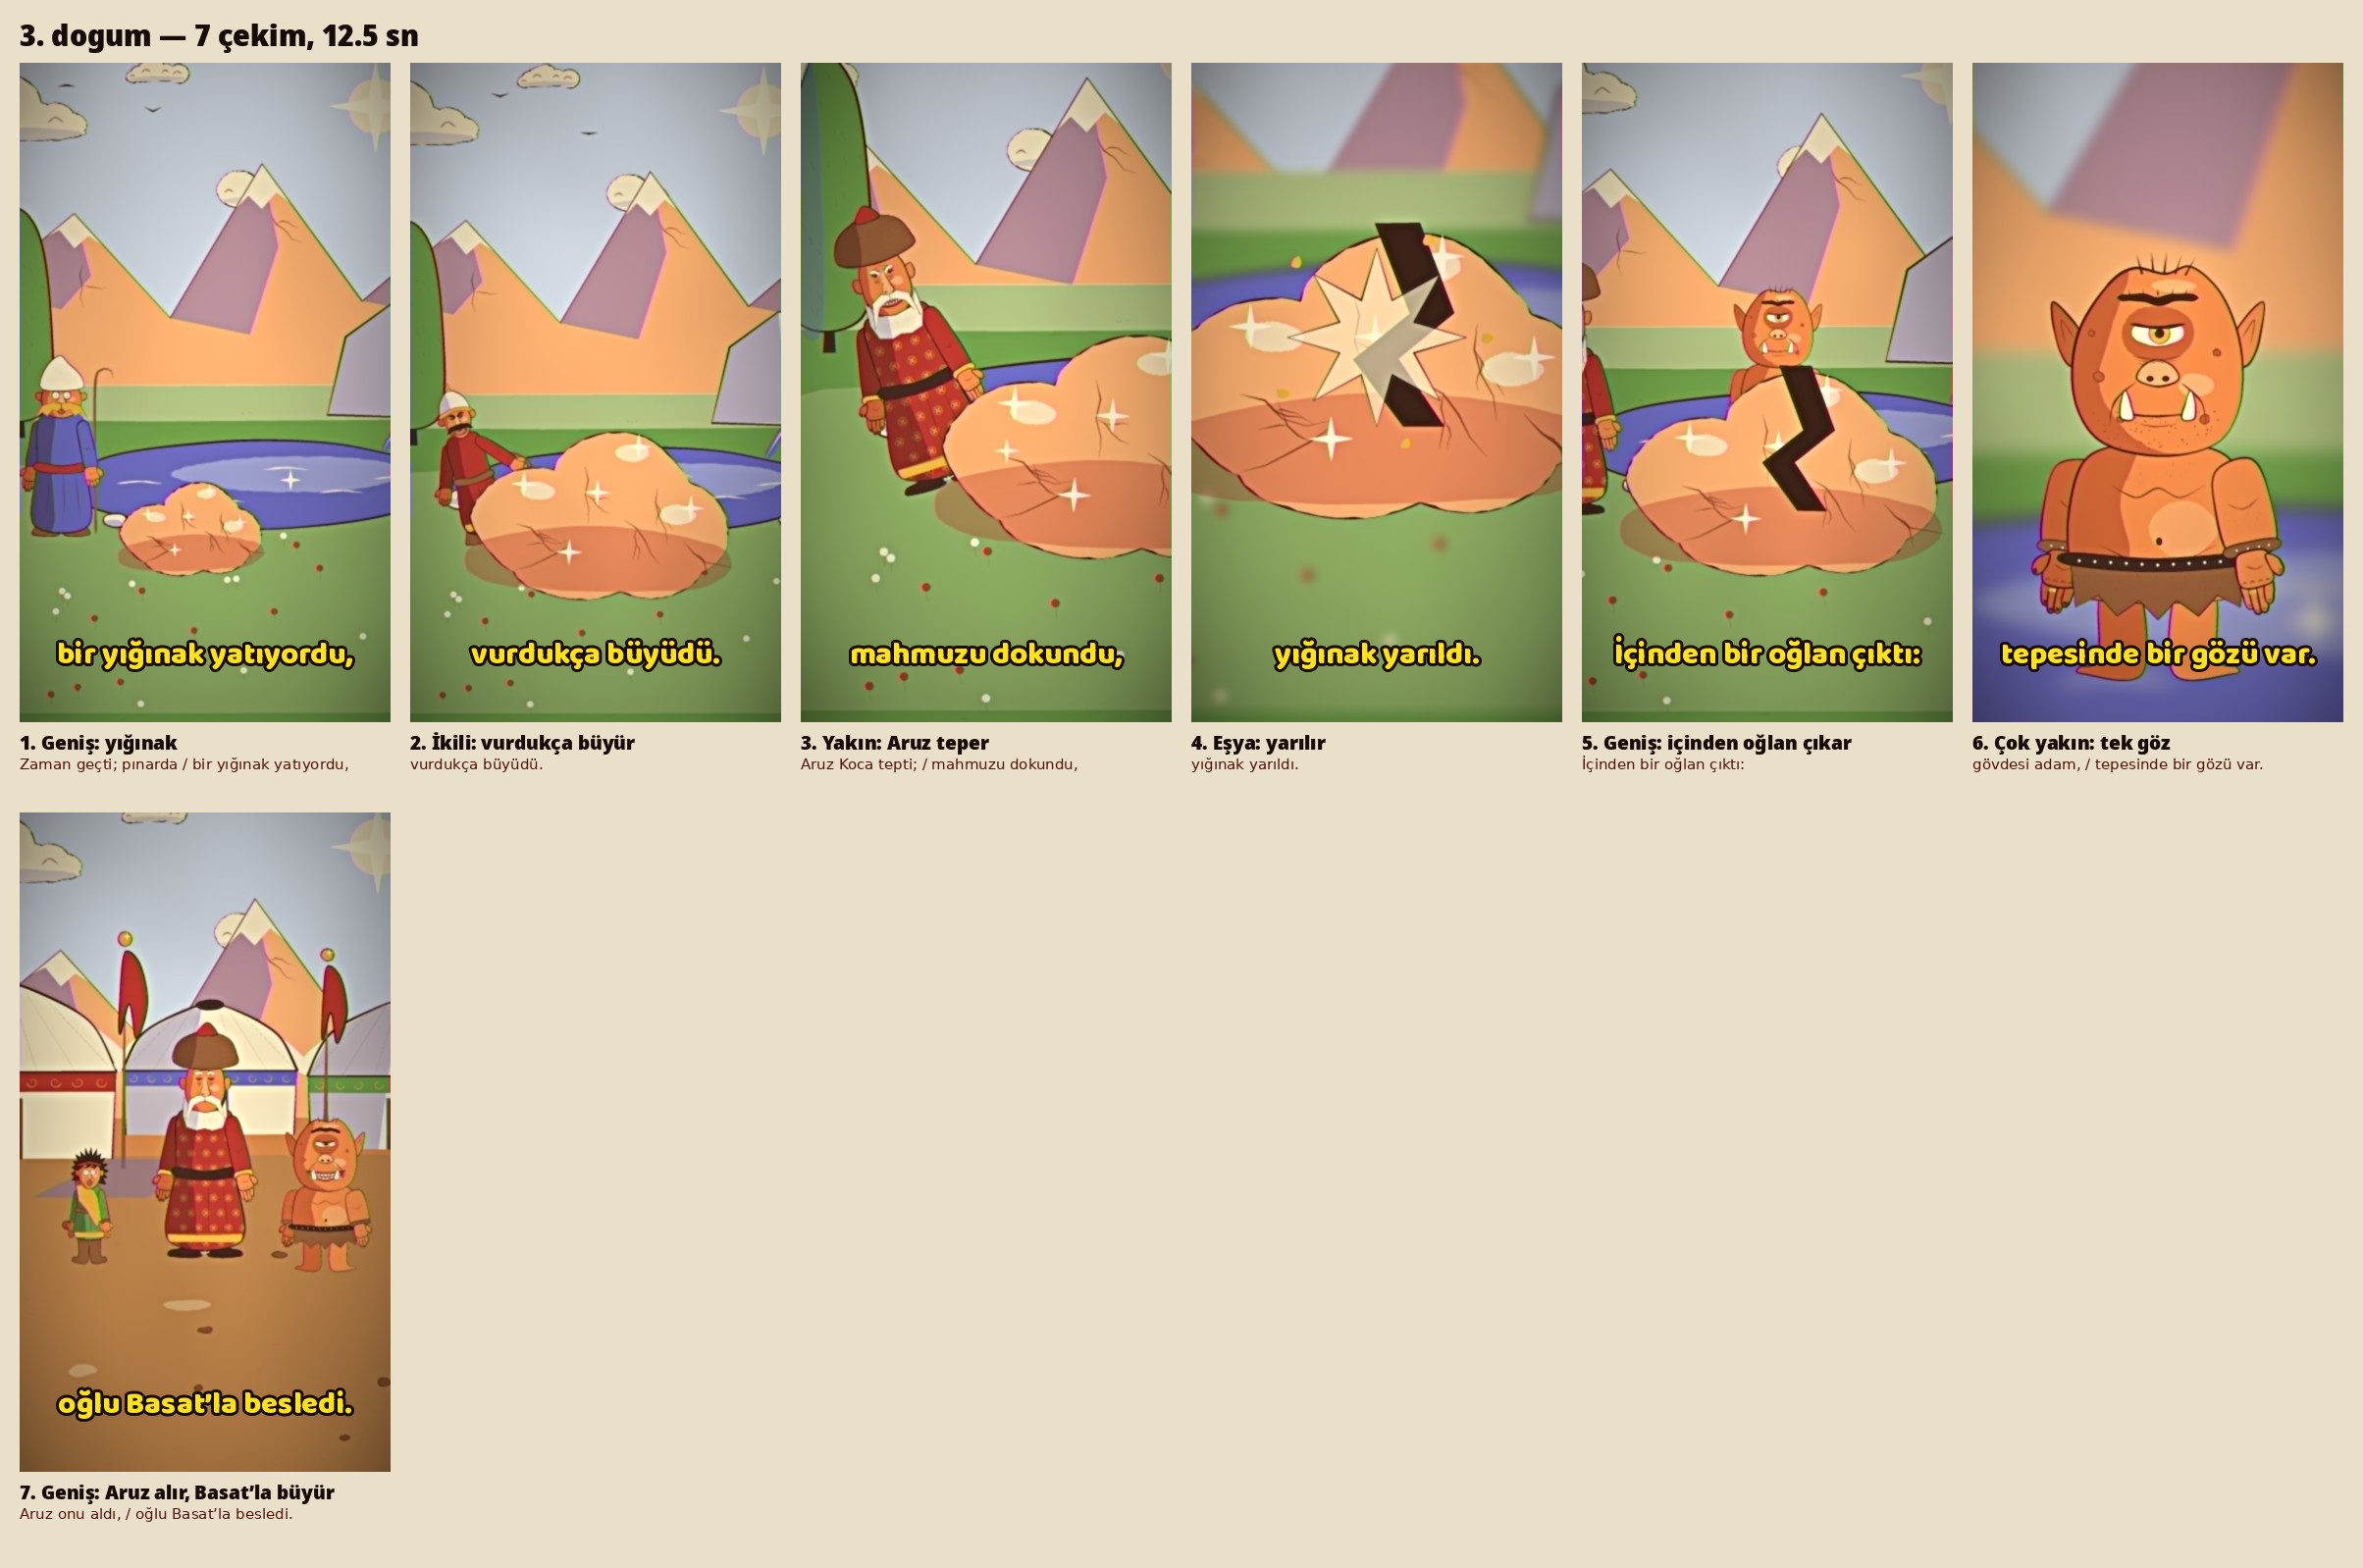 3. dogum — 7 çekim, 12.5 sn
bir yığınak yatıyordu,
1. Geniş: yığınak
Zaman geçti; pınarda / bir yığınak yatıyordu,
vurdukça büyüdü.
2. İkili: vurdukça büyür
vurdukça büyüdü.
mahmuzu dokundu,
3. Yakın: Aruz teper
Aruz Koca tepti; / mahmuzu dokundu,
yığınak yarıldı.
4. Eşya: yarılır
yığınak yarıldı.
İçinden bir oğlan çıktı:
5. Geniş: içinden oğlan çıkar
İçinden bir oğlan çıktı:
tepesinde bir gözü var.
6. Çok yakın: tek göz
gövdesi adam, / tepesinde bir gözü var.
oğlu Basat’la besledi.
7. Geniş: Aruz alır, Basat’la büyür
Aruz onu aldı, / oğlu Basat’la besledi.